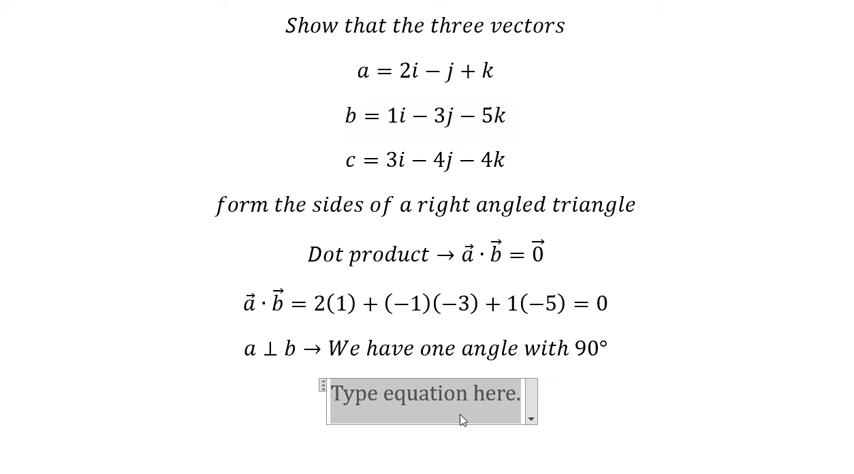 Show that the three vectors
a = 2i − j + k
b = 1i − 3j − 5k
c = 3i − 4j − 4k
form the sides of a right angled triangle
Dot product → a⃗ · b⃗ = 0⃗
a⃗ · b⃗ = 2(1) + (−1)(−3) + 1(−5) = 0
a ⊥ b → We have one angle with 90°
Type equation here.